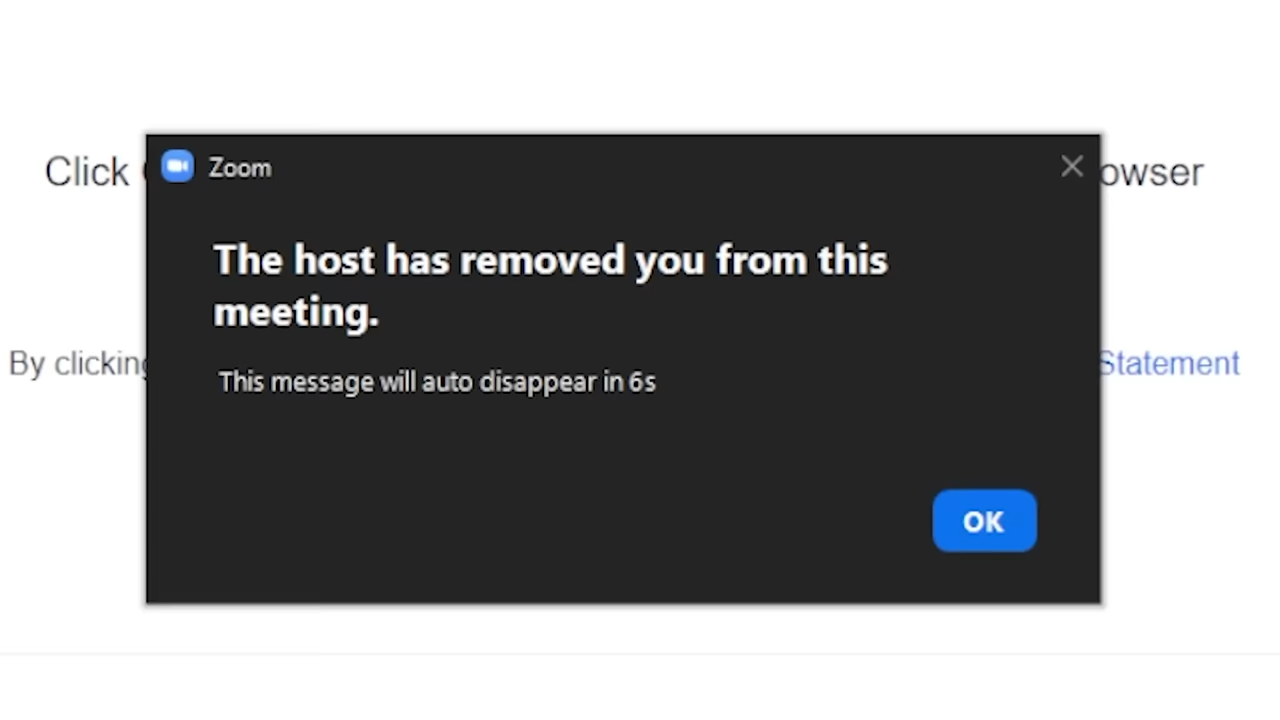 Zoom
Click
owser
The host has removed you from this
meeting.
By clicking
Statement
This message will auto disappear in 6s
OK